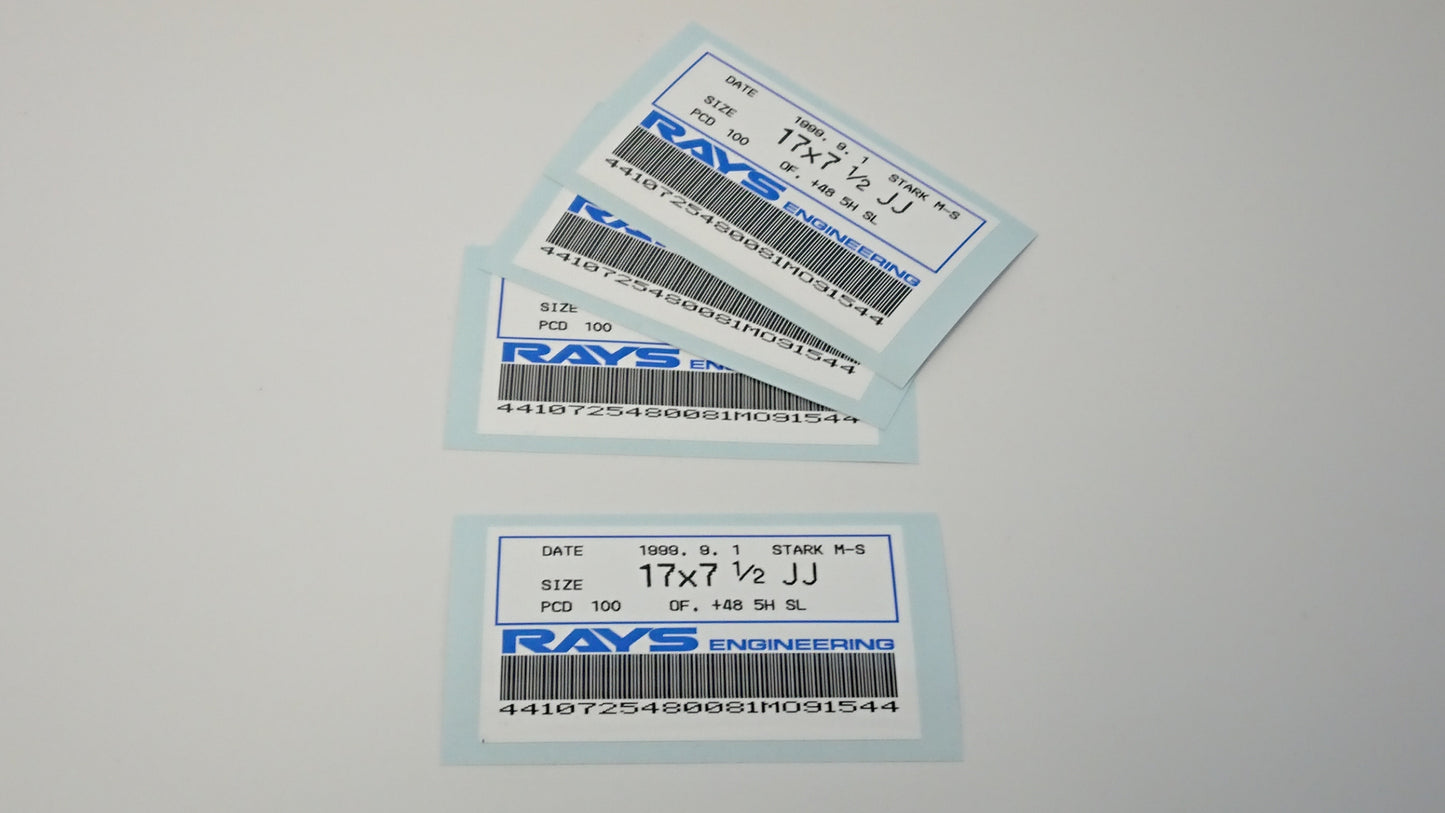 DATE 1999. 9. 1 STARK M-S
SIZE 17x7 ½ JJ
PCD 100 OF. +48 5H SL
RAYS ENGINEERING
4410725480081M091544
RAYS
4410725480081M091544
SIZE
PCD 100
RAYS EN
4410725480081M091544
DATE 1999. 9. 1 STARK M-S
SIZE 17x7 ½ JJ
PCD 100 OF. +48 5H SL
RAYS ENGINEERING
4410725480081M091544